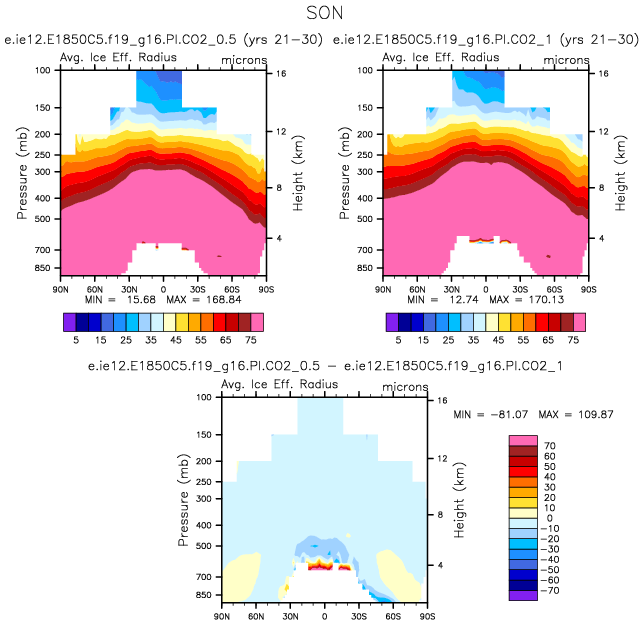 SON
e.ie12.E1850C5.f19_g16.PI.CO2_0.5 (yrs 21-30)
e.ie12.E1850C5.f19_g16.PI.CO2_1 (yrs 21-30)
Avg. Ice Eff. Radius microns
Avg. Ice Eff. Radius microns
Pressure (mb)
100
150
200
250
300
400
500
700
850
16
12
8
4
Height (km)
90N 60N 30N 0 30S 60S 90S
MIN = 15.68 MAX = 168.84
5 15 25 35 45 55 65 75
Pressure (mb)
100
150
200
250
300
400
500
700
850
16
12
8
4
Height (km)
90N 60N 30N 0 30S 60S 90S
MIN = 12.74 MAX = 170.13
5 15 25 35 45 55 65 75
e.ie12.E1850C5.f19_g16.PI.CO2_0.5 - e.ie12.E1850C5.f19_g16.PI.CO2_1
Avg. Ice Eff. Radius microns
Pressure (mb)
100
150
200
250
300
400
500
700
850
16
12
8
4
Height (km)
90N 60N 30N 0N 30S 60S 90S
MIN = -81.07 MAX = 109.87
70
60
50
40
30
20
10
0
-10
-20
-30
-40
-50
-60
-70